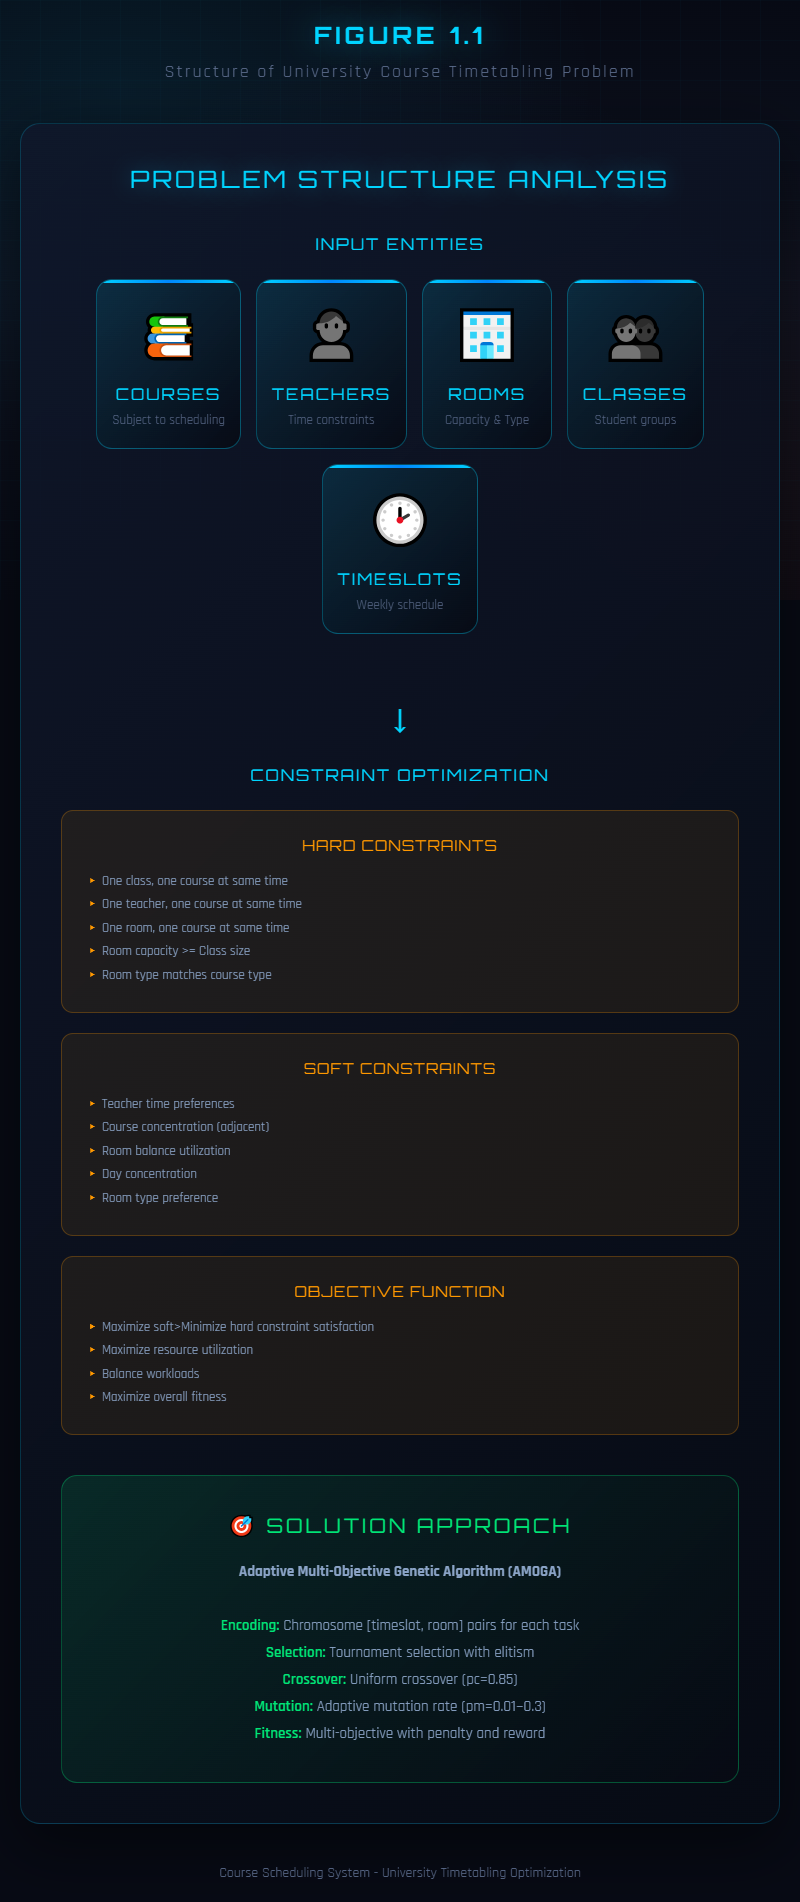 FIGURE 1.1
Structure of University Course Timetabling Problem
PROBLEM STRUCTURE ANALYSIS
INPUT ENTITIES
COURSES
Subject to scheduling
TEACHERS
Time constraints
ROOMS
Capacity & Type
CLASSES
Student groups
TIMESLOTS
Weekly schedule
↓
CONSTRAINT OPTIMIZATION
HARD CONSTRAINTS
▸ One class, one course at same time
▸ One teacher, one course at same time
▸ One room, one course at same time
▸ Room capacity >= Class size
▸ Room type matches course type
SOFT CONSTRAINTS
▸ Teacher time preferences
▸ Course concentration (adjacent)
▸ Room balance utilization
▸ Day concentration
▸ Room type preference
OBJECTIVE FUNCTION
▸ Maximize soft>Minimize hard constraint satisfaction
▸ Maximize resource utilization
▸ Balance workloads
▸ Maximize overall fitness
🎯 SOLUTION APPROACH
Adaptive Multi-Objective Genetic Algorithm (AMOGA)
Encoding: Chromosome [timeslot, room] pairs for each task
Selection: Tournament selection with elitism
Crossover: Uniform crossover (pc=0.85)
Mutation: Adaptive mutation rate (pm=0.01–0.3)
Fitness: Multi-objective with penalty and reward
Course Scheduling System - University Timetabling Optimization